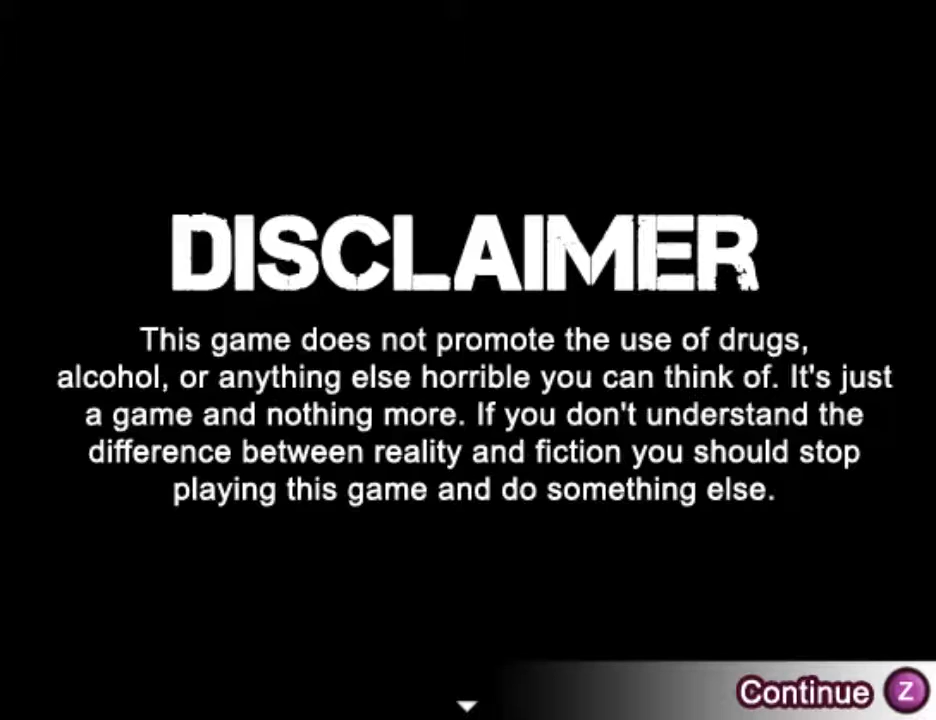 DISCLAIMER
This game does not promote the use of drugs,
alcohol, or anything else horrible you can think of. It's just
a game and nothing more. If you don't understand the
difference between reality and fiction you should stop
playing this game and do something else.
Continue Z